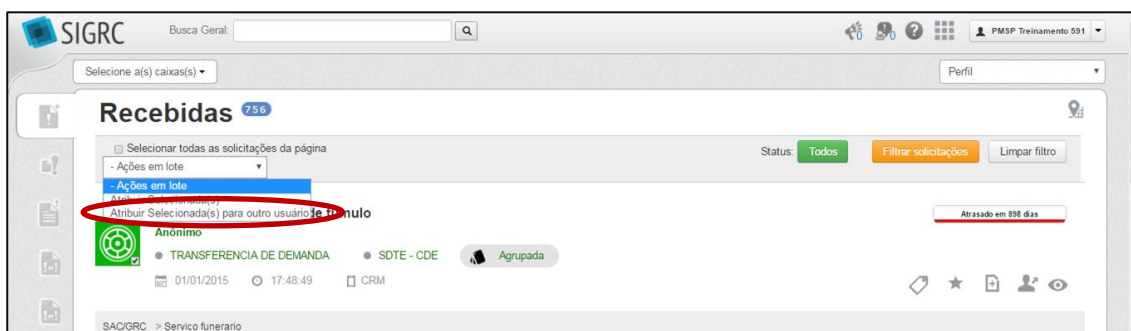 SIGRC
Busca Geral:
0
0
PMSP Treinamento 591
Selecione a(s) caixas(s)
Perfil
Recebidas 756
Selecionar todas as solicitações da página
- Ações em lote
Status: Todos Filtrar solicitações Limpar filtro
- Ações em lote
Atribuir Selecionada(s)
Atribuir Selecionada(s) para outro usuário
Atrasado em 898 dias
Anônimo
TRANSFERENCIA DE DEMANDA SDTE - CDE Agrupada
01/01/2015 17:48:49 CRM
SAC/GRC > Servico funerario